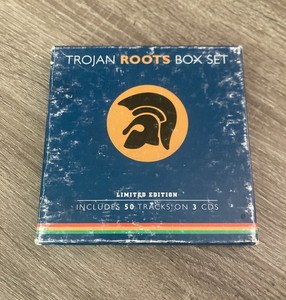 TROJAN ROOTS BOX SET
LIMITED EDITION
INCLUDES 50 TRACKS ON 3 CDS